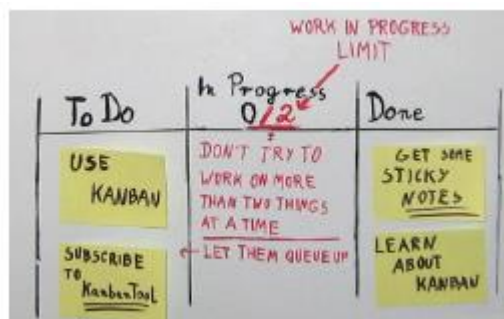 WORK IN PROGRESS
LIMIT
To Do
In Progress
0/2
Done
USE
KANBAN
SUBSCRIBE
TO
KanbanTool
DON'T TRY TO
WORK ON MORE
THAN TWO THINGS
AT A TIME
LET THEM QUEUE UP
GET SOME
STICKY
NOTES
LEARN
ABOUT
KANBAN